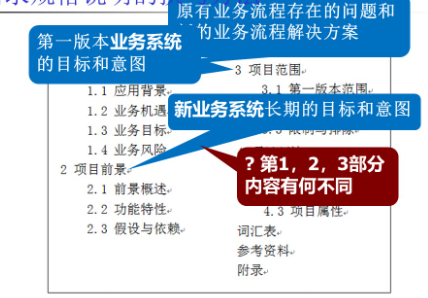 求规格说明的
原有业务流程存在的问题和
的业务流程解决方案
第一版本业务系统
的目标和意图
3 项目范围
3.1 第一版本范围
1.1 应用背景
1.2 业务机遇
新业务系统长期的目标和意图
1.3 业务目标
3.3 限制与排除
1.4 业务风险
? 第1，2，3部分
内容有何不同
2 项目前景
2.1 前景概述
2.2 功能特性
4.3 项目属性
2.3 假设与依赖
词汇表
参考资料
附录